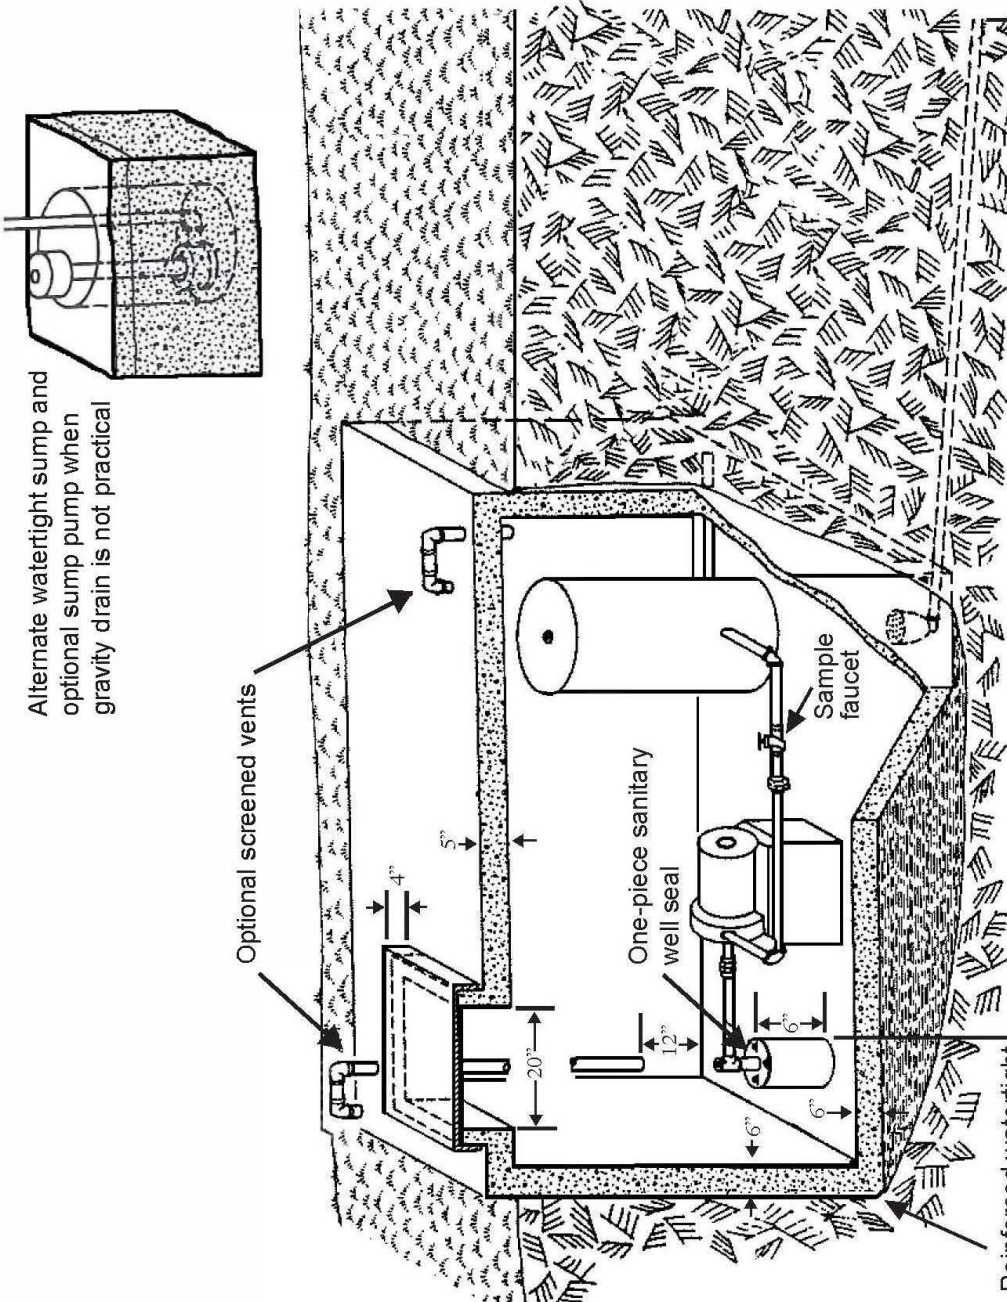 Alternate watertight sump and
optional sump pump when
gravity drain is not practical
Optional screened vents
4”
5”
20”
12”
One-piece sanitary
well seal
Sample
faucet
6”
6”
6”